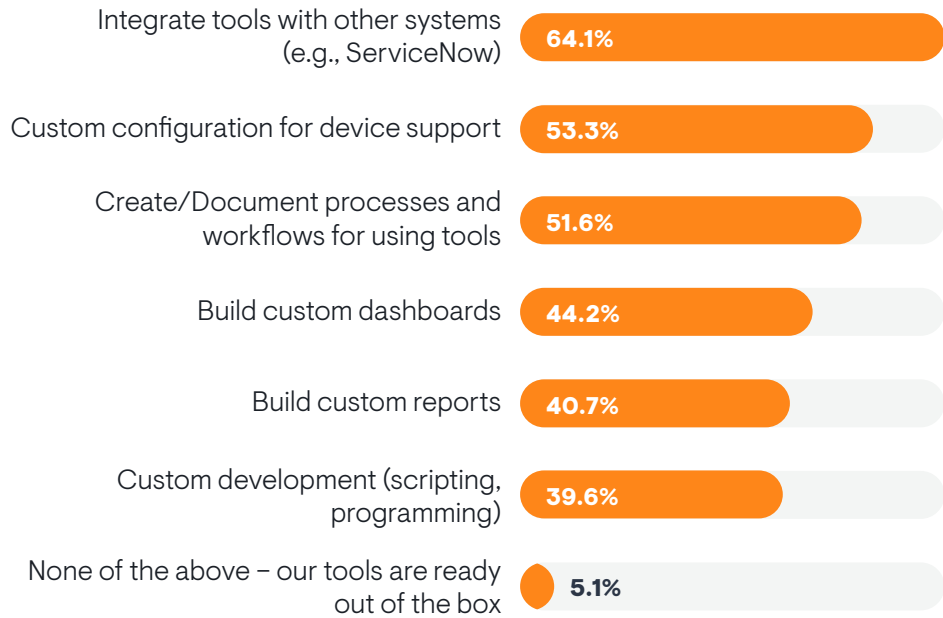 Integrate tools with other systems
(e.g., ServiceNow)
64.1%
Custom configuration for device support
53.3%
Create/Document processes and
workflows for using tools
51.6%
Build custom dashboards
44.2%
Build custom reports
40.7%
Custom development (scripting,
programming)
39.6%
None of the above – our tools are ready
out of the box
5.1%